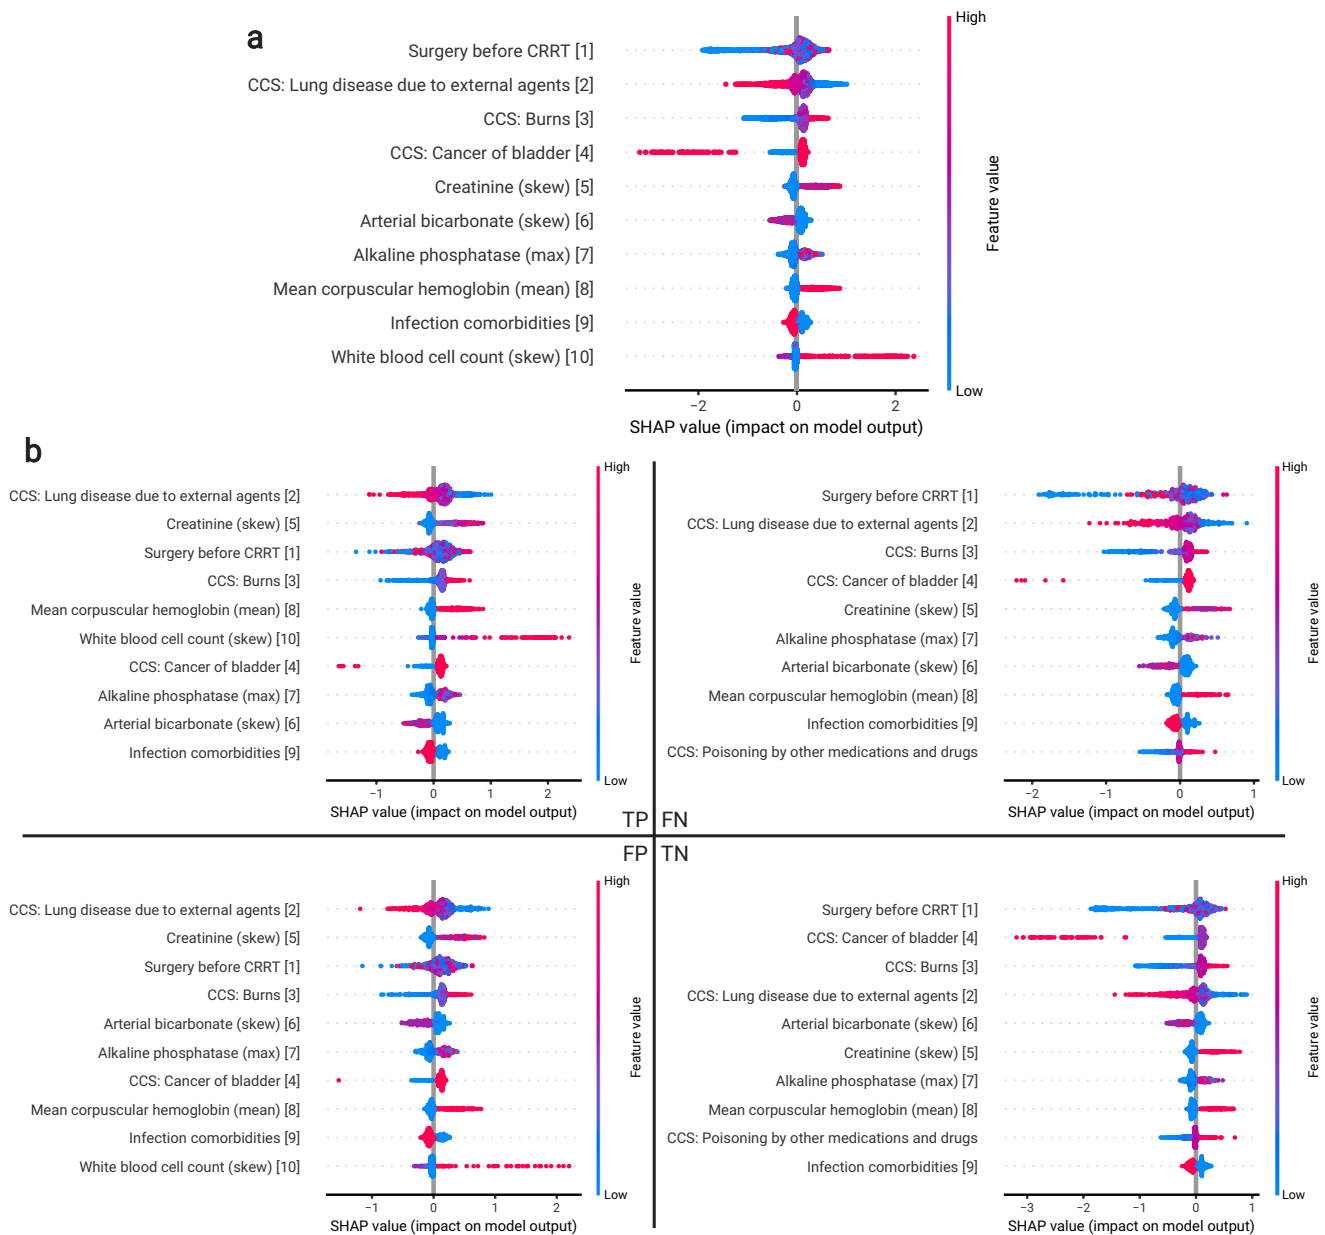 a
High
Surgery before CRRT [1]
CCS: Lung disease due to external agents [2]
CCS: Burns [3]
CCS: Cancer of bladder [4]
Creatinine (skew) [5]
Arterial bicarbonate (skew) [6]
Alkaline phosphatase (max) [7]
Mean corpuscular hemoglobin (mean) [8]
Infection comorbidities [9]
White blood cell count (skew) [10]
Feature value
Low
−2 0 2
SHAP value (impact on model output)
b
High
CCS: Lung disease due to external agents [2]
Creatinine (skew) [5]
Surgery before CRRT [1]
CCS: Burns [3]
Mean corpuscular hemoglobin (mean) [8]
White blood cell count (skew) [10]
CCS: Cancer of bladder [4]
Alkaline phosphatase (max) [7]
Arterial bicarbonate (skew) [6]
Infection comorbidities [9]
Feature value
Low
−1 0 1 2
SHAP value (impact on model output)
TP
High
Surgery before CRRT [1]
CCS: Lung disease due to external agents [2]
CCS: Burns [3]
CCS: Cancer of bladder [4]
Creatinine (skew) [5]
Alkaline phosphatase (max) [7]
Arterial bicarbonate (skew) [6]
Mean corpuscular hemoglobin (mean) [8]
Infection comorbidities [9]
CCS: Poisoning by other medications and drugs
Feature value
Low
−2 −1 0 1
SHAP value (impact on model output)
FN
FP
High
CCS: Lung disease due to external agents [2]
Creatinine (skew) [5]
Surgery before CRRT [1]
CCS: Burns [3]
Arterial bicarbonate (skew) [6]
Alkaline phosphatase (max) [7]
CCS: Cancer of bladder [4]
Mean corpuscular hemoglobin (mean) [8]
Infection comorbidities [9]
White blood cell count (skew) [10]
Feature value
Low
−1 0 1 2
SHAP value (impact on model output)
TN
High
Surgery before CRRT [1]
CCS: Cancer of bladder [4]
CCS: Burns [3]
CCS: Lung disease due to external agents [2]
Arterial bicarbonate (skew) [6]
Creatinine (skew) [5]
Alkaline phosphatase (max) [7]
Mean corpuscular hemoglobin (mean) [8]
CCS: Poisoning by other medications and drugs
Infection comorbidities [9]
Feature value
Low
−3 −2 −1 0 1
SHAP value (impact on model output)